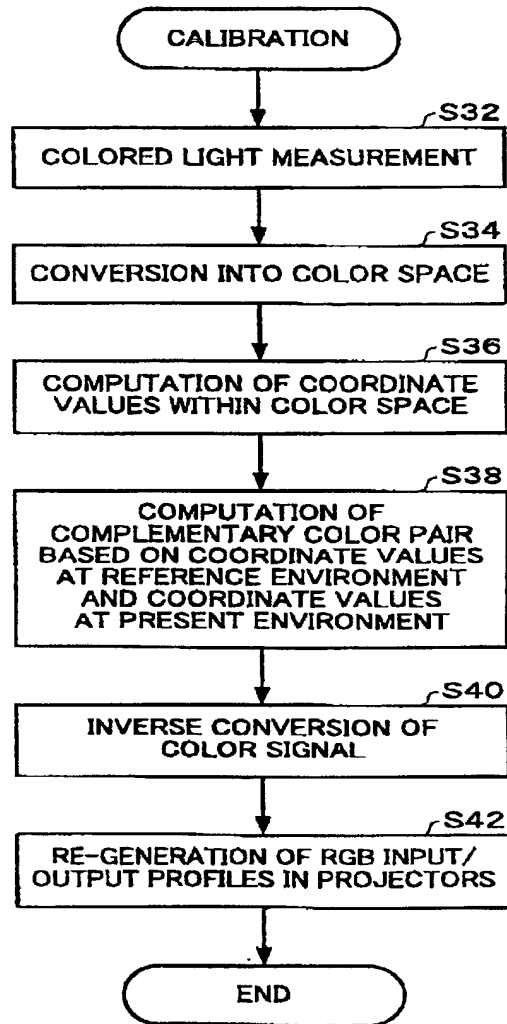 CALIBRATION
S32
COLORED LIGHT MEASUREMENT
S34
CONVERSION INTO COLOR SPACE
S36
COMPUTATION OF COORDINATE
VALUES WITHIN COLOR SPACE
S38
COMPUTATION OF
COMPLEMENTARY COLOR PAIR
BASED ON COORDINATE VALUES
AT REFERENCE ENVIRONMENT
AND COORDINATE VALUES
AT PRESENT ENVIRONMENT
S40
INVERSE CONVERSION OF
COLOR SIGNAL
S42
RE-GENERATION OF RGB INPUT/
OUTPUT PROFILES IN PROJECTORS
END